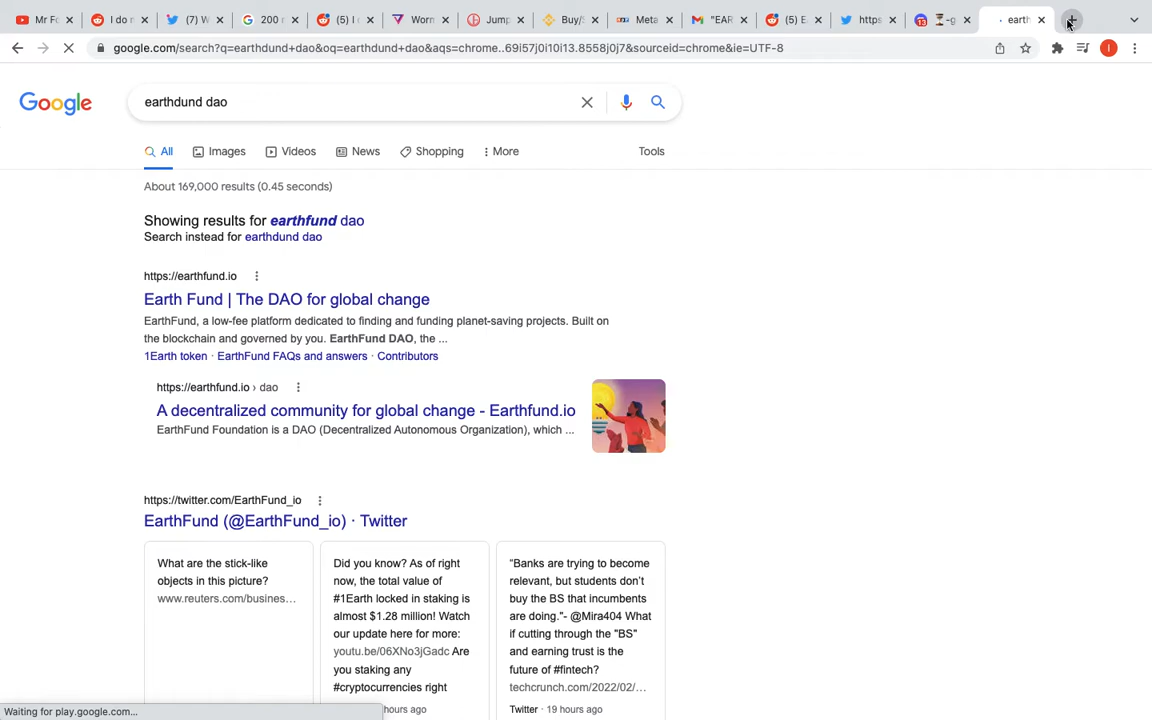 Mr Fo
I do n
(7) W
200 r
(5) I c
Worn
Jump
Buy/S
Meta
"EAR
(5) E
https
-g
earth
google.com/search?q=earthdund+dao&oq=earthdund+dao&aqs=chrome..69i57j0i10i13.8558j0j7&sourceid=chrome&ie=UTF-8
I
Google
earthdund dao
All
Images
Videos
News
Shopping
More
Tools
About 169,000 results (0.45 seconds)
Showing results for earthfund dao
Search instead for earthdund dao
https://earthfund.io
Earth Fund | The DAO for global change
EarthFund, a low-fee platform dedicated to finding and funding planet-saving projects. Built on
the blockchain and governed by you. EarthFund DAO, the ...
1Earth token · EarthFund FAQs and answers · Contributors
https://earthfund.io › dao
A decentralized community for global change - Earthfund.io
EarthFund Foundation is a DAO (Decentralized Autonomous Organization), which ...
https://twitter.com/EarthFund_io
EarthFund (@EarthFund_io) · Twitter
What are the stick-like
objects in this picture?
www.reuters.com/busines...
Did you know? As of right
now, the total value of
#1Earth locked in staking is
almost $1.28 million! Watch
our update here for more:
youtu.be/06XNo3jGadc Are
you staking any
#cryptocurrencies right
hours ago
"Banks are trying to become
relevant, but students don't
buy the BS that incumbents
are doing."- @Mira404 What
if cutting through the "BS"
and earning trust is the
future of #fintech?
techcrunch.com/2022/02/...
Twitter · 19 hours ago
Waiting for play.google.com...